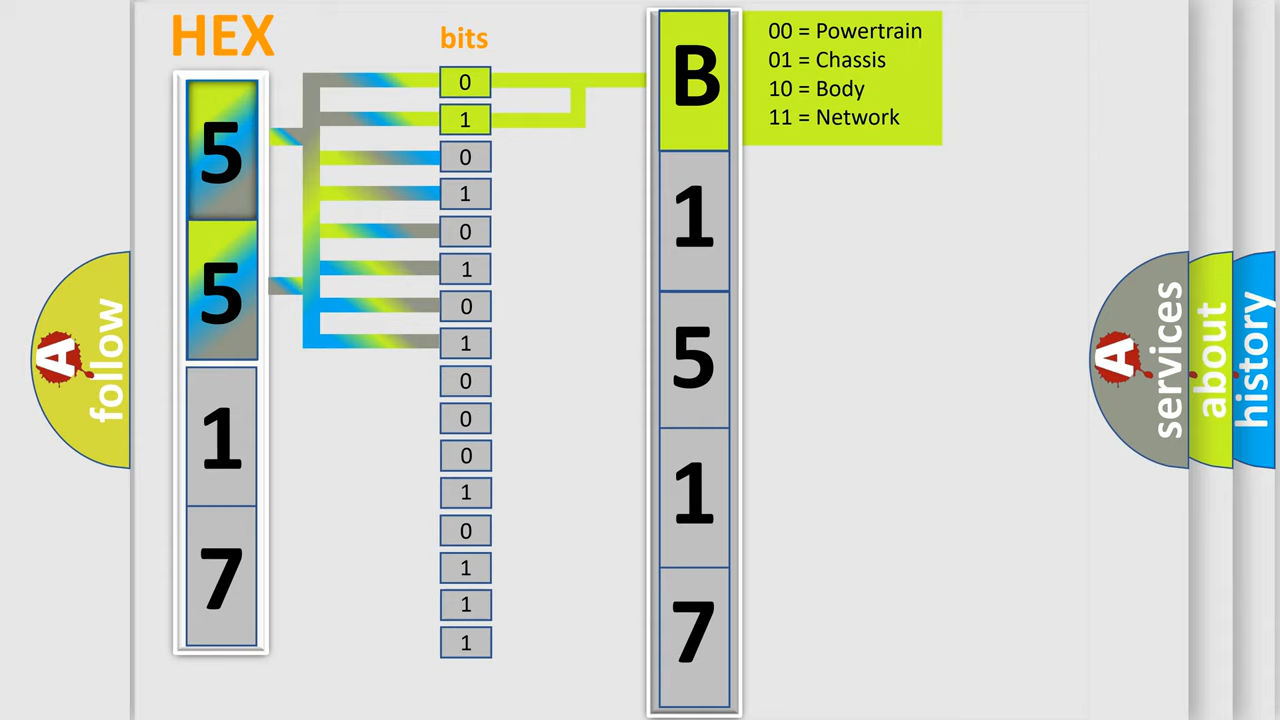 HEX
bits
5
5
1
7
0
1
0
1
0
1
0
1
0
0
0
1
0
1
1
1
B
1
5
1
7
00 = Powertrain
01 = Chassis
10 = Body
11 = Network
A
follow
A
services
about
history